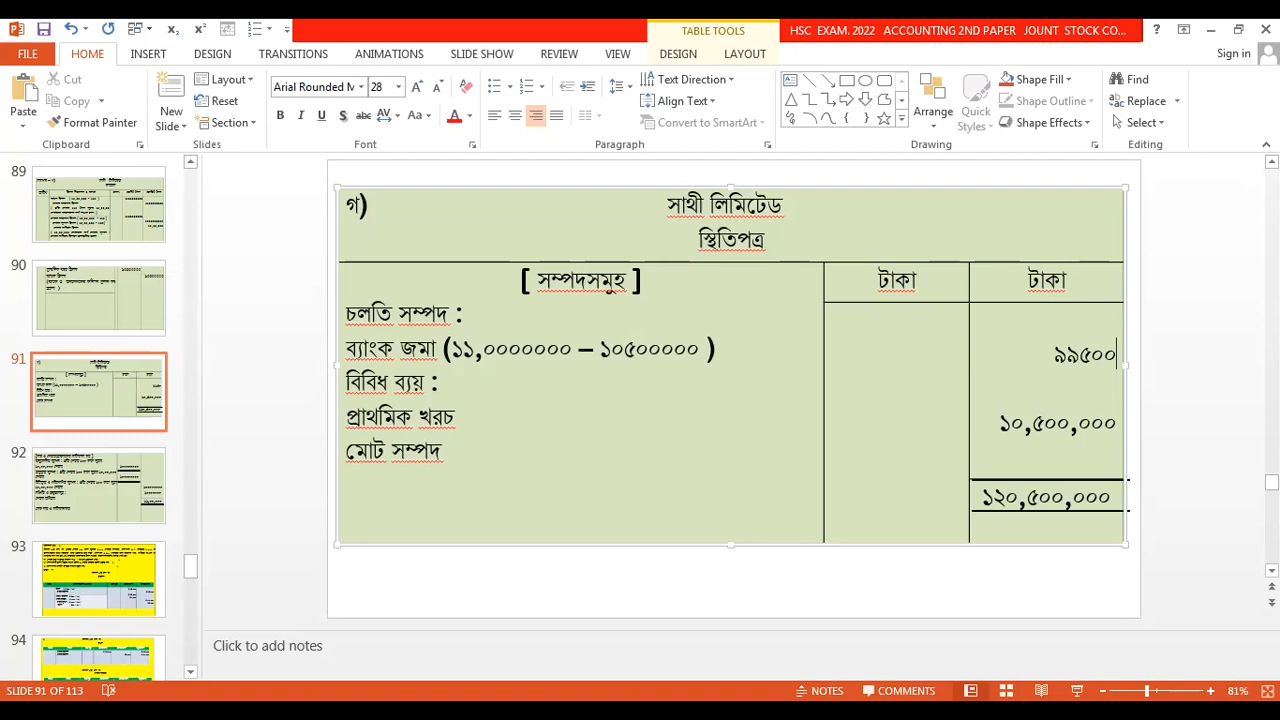 HSC EXAM. 2022 ACCOUNTING 2ND PAPER JOUNT STOCK CO...
TABLE TOOLS
Sign in
FILE HOME INSERT DESIGN TRANSITIONS ANIMATIONS SLIDE SHOW REVIEW VIEW DESIGN LAYOUT
Paste
Cut
Copy
Format Painter
Clipboard
New Slide
Layout
Reset
Section
Slides
Arial Rounded M 28
Font
Text Direction
Align Text
Convert to SmartArt
Paragraph
Arrange
Quick Styles
Shape Fill
Shape Outline
Shape Effects
Drawing
Find
Replace
Select
Editing
89
90
91
92
93
94
গ) সাথী লিমিটেড
স্থিতিপত্র
[ সম্পদসমুহ ] টাকা টাকা
চলতি সম্পদ :
ব্যাংক জমা (১১,০০০০০০০ – ১০৫০০০০০ ) ৯৯৫০০
বিবিধ ব্যয় :
প্রাথমিক খরচ ১০,৫০০,০০০
মোট সম্পদ
১২০,৫০০,০০০
Click to add notes
SLIDE 91 OF 113 NOTES COMMENTS 81%